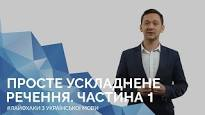 ПРОСТЕ УСКЛАДНЕНЕ
РЕЧЕННЯ. ЧАСТИНА 1
#ЛАЙФХАКИ З УКРАЇНСЬКОЇ МОВИ